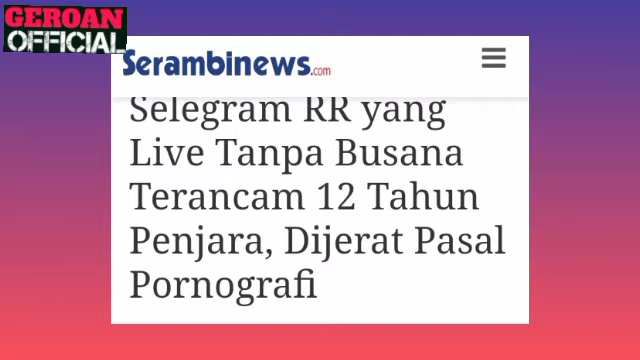 GEROAN
OFFICIAL
Serambinews.com
Selegram RR yang
Live Tanpa Busana
Terancam 12 Tahun
Penjara, Dijerat Pasal
Pornografi